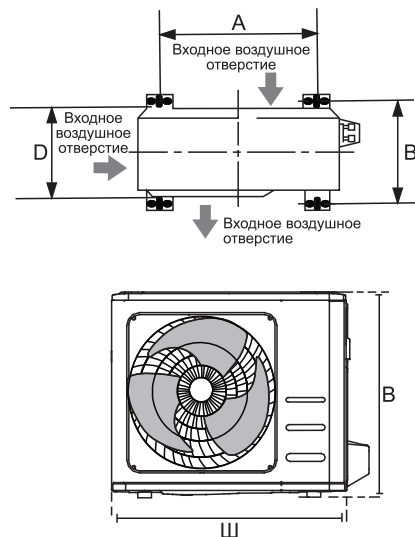 A
Входное воздушное
отверстие
Входное
воздушное
отверстие
D
B
Входное воздушное
отверстие
В
Ш